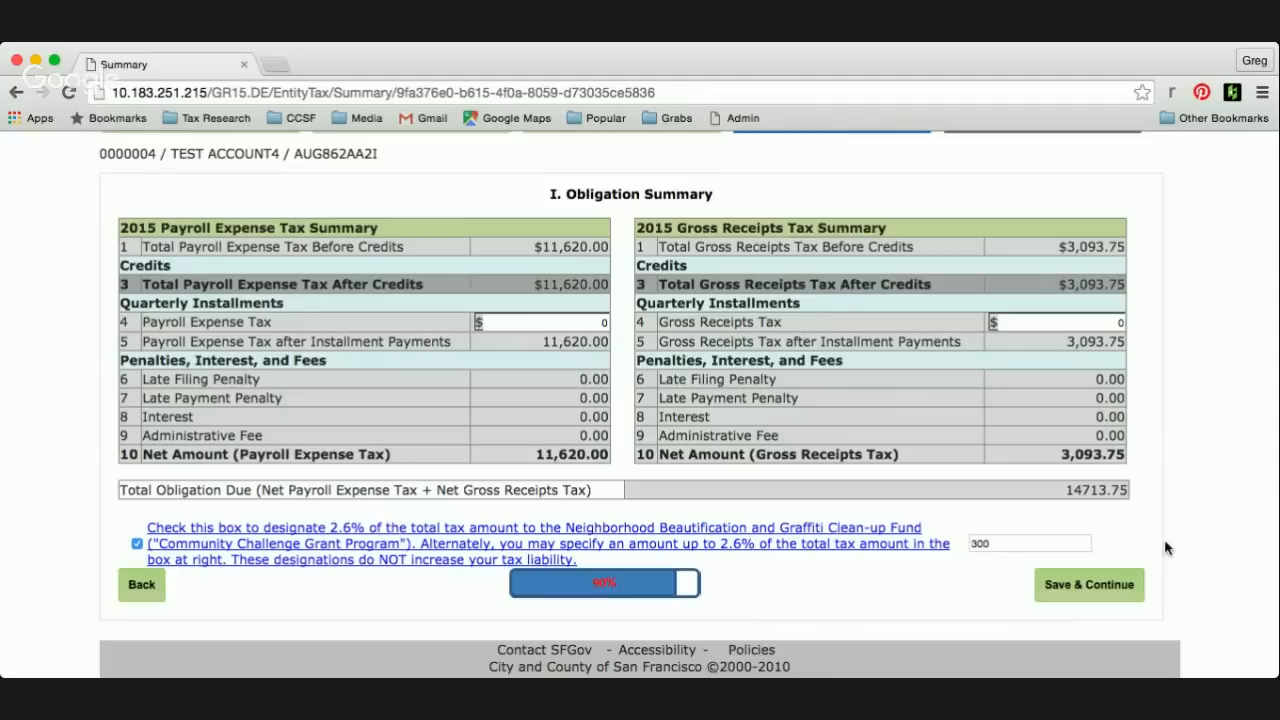 Summary
Greg
Google
10.183.251.215/GR15.DE/EntityTax/Summary/9fa376e0-b615-4f0a-8059-d73035ce5836
Apps Bookmarks Tax Research CCSF Media Gmail Google Maps Popular Grabs Admin Other Bookmarks
0000004 / TEST ACCOUNT4 / AUG862AA2I
I. Obligation Summary
2015 Payroll Expense Tax Summary
1 Total Payroll Expense Tax Before Credits $11,620.00
Credits
3 Total Payroll Expense Tax After Credits $11,620.00
Quarterly Installments
4 Payroll Expense Tax $ 0
5 Payroll Expense Tax after Installment Payments 11,620.00
Penalties, Interest, and Fees
6 Late Filing Penalty 0.00
7 Late Payment Penalty 0.00
8 Interest 0.00
9 Administrative Fee 0.00
10 Net Amount (Payroll Expense Tax) 11,620.00
2015 Gross Receipts Tax Summary
1 Total Gross Receipts Tax Before Credits $3,093.75
Credits
3 Total Gross Receipts Tax After Credits $3,093.75
Quarterly Installments
4 Gross Receipts Tax $ 0
5 Gross Receipts Tax after Installment Payments 3,093.75
Penalties, Interest, and Fees
6 Late Filing Penalty 0.00
7 Late Payment Penalty 0.00
8 Interest 0.00
9 Administrative Fee 0.00
10 Net Amount (Gross Receipts Tax) 3,093.75
Total Obligation Due (Net Payroll Expense Tax + Net Gross Receipts Tax) 14713.75
Check this box to designate 2.6% of the total tax amount to the Neighborhood Beautification and Graffiti Clean-up Fund
("Community Challenge Grant Program"). Alternately, you may specify an amount up to 2.6% of the total tax amount in the
box at right. These designations do NOT increase your tax liability.
300
Back
90%
Save & Continue
Contact SFGov - Accessibility - Policies
City and County of San Francisco ©2000-2010